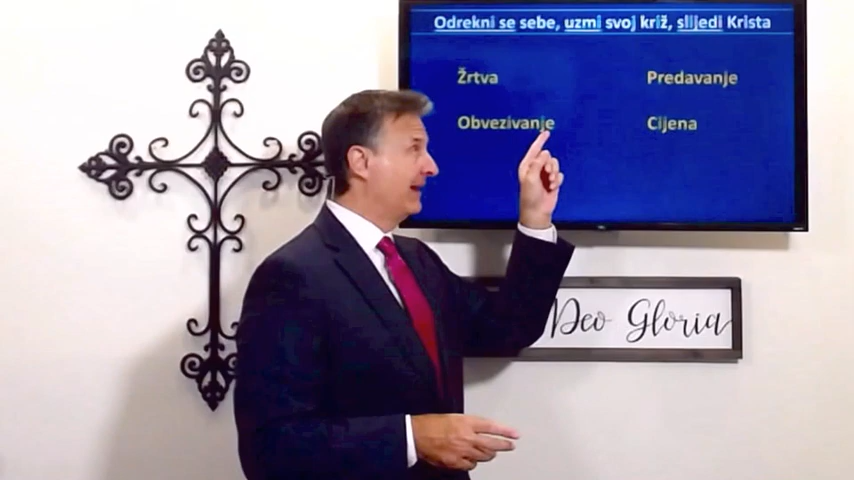 Odrekni se sebe, uzmi svoj križ, slijedi Krista
Žrtva Predavanje
Obvezivanje Cijena
Deo Gloria